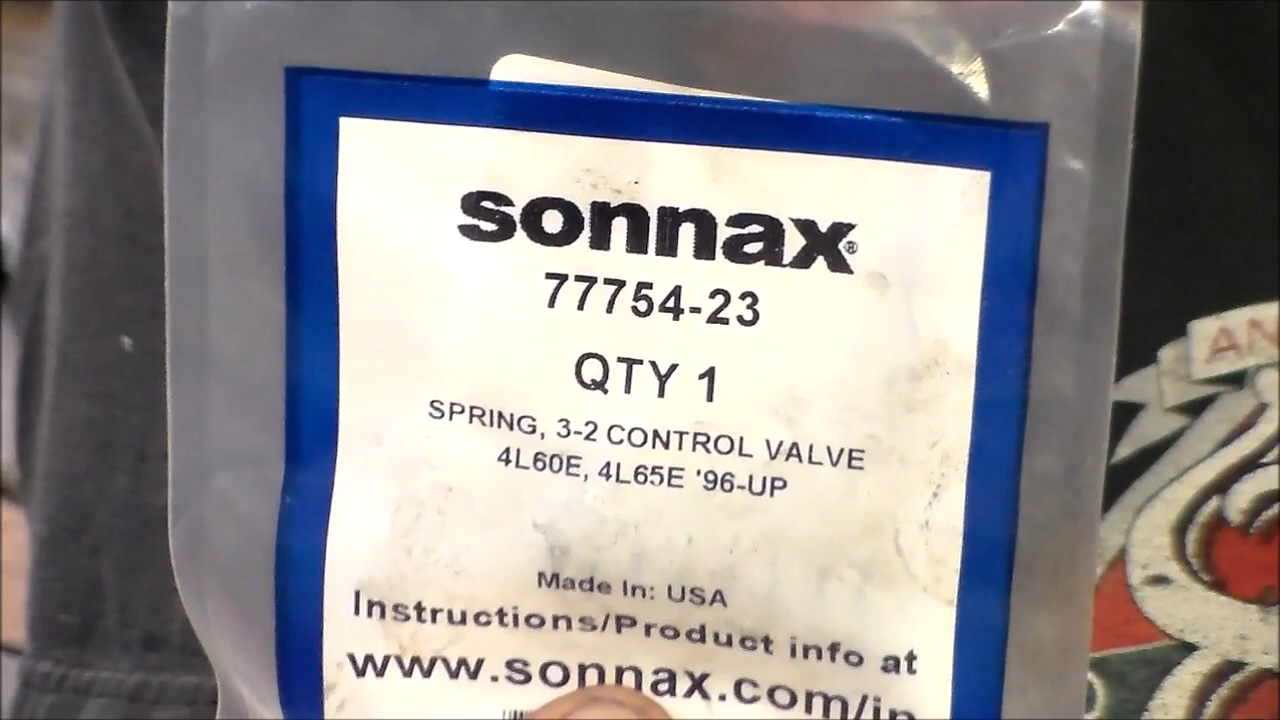 sonnax®
77754-23
QTY 1
SPRING, 3-2 CONTROL VALVE
4L60E, 4L65E '96-UP
Made In: USA
Instructions/Product info at
www.sonnax.com/in
AN